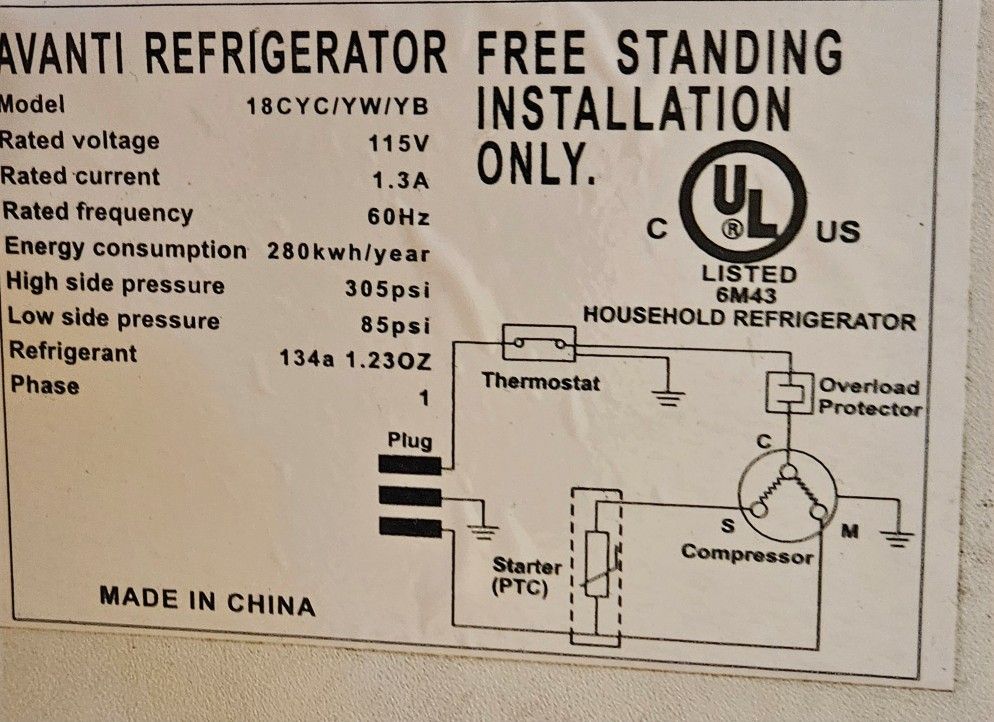 AVANTI REFRIGERATOR
Model 18CYC/YW/YB
Rated voltage 115V
Rated current 1.3A
Rated frequency 60Hz
Energy consumption 280kwh/year
High side pressure 305psi
Low side pressure 85psi
Refrigerant 134a 1.23OZ
Phase 1
FREE STANDING
INSTALLATION
ONLY.
C UL ® US
LISTED
6M43
HOUSEHOLD REFRIGERATOR
Thermostat
Overload
Protector
Plug
C
S
M
Compressor
Starter
(PTC)
MADE IN CHINA